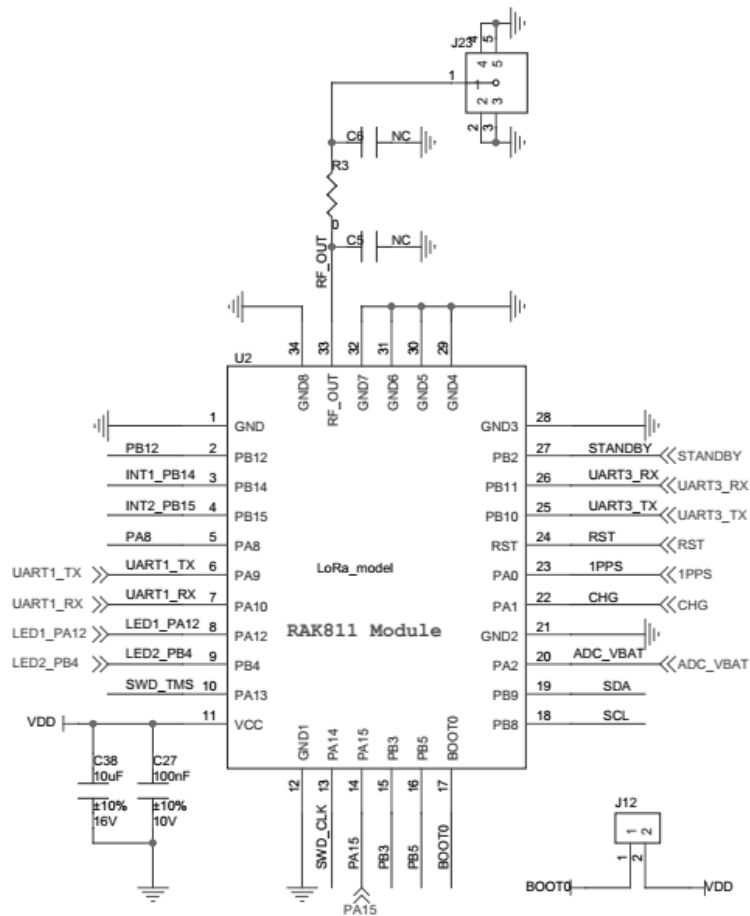 4 5
J23
4 5
1
1
2 3
2 3
C6 NC
R3
0
C5 NC
RF_OUT
34 33 32 31 30 29
U2
GND8 RF_OUT GND7 GND6 GND5 GND4
1 GND GND3 28
PB12 2 PB12 PB2 27 STANDBY STANDBY
INT1_PB14 3 PB14 PB11 26 UART3_RX UART3_RX
INT2_PB15 4 PB15 PB10 25 UART3_TX UART3_TX
PA8 5 PA8 RST 24 RST RST
UART1_TX UART1_TX 6 PA9 LoRa_model PA0 23 1PPS 1PPS
UART1_RX UART1_RX 7 PA10 PA1 22 CHG CHG
LED1_PA12 LED1_PA12 8 PA12 RAK811 Module GND2 21
LED2_PB4 LED2_PB4 9 PB4 PA2 20 ADC_VBAT ADC_VBAT
SWD_TMS 10 PA13 PB9 19 SDA
VDD 11 VCC PB8 18 SCL
GND1 PA14 PA15 PB3 PB5 BOOT0
12 13 14 15 16 17
C38 C27
10uF 100nF
±10% ±10%
16V 10V
SWD_CLK PA15 PB3 PB5 BOOT0
PA15
J12
1 2
1 2
BOOT0 VDD